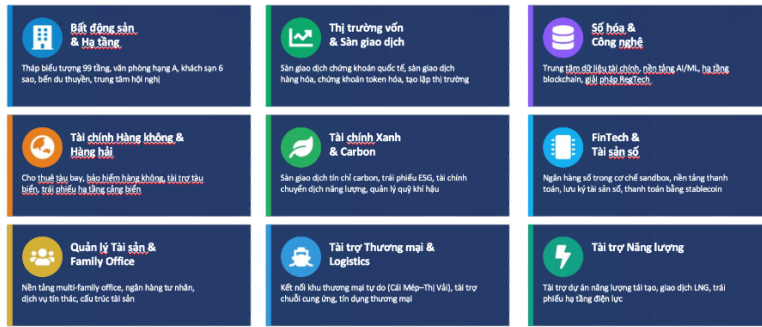 Bất động sản
& Hạ tầng
Tháp biểu tượng 99 tầng, văn phòng hạng A, khách sạn 6
sao, bến du thuyền, trung tâm hội nghị
Thị trường vốn
& Sàn giao dịch
Sàn giao dịch chứng khoán quốc tế, sàn giao dịch
hàng hóa, chứng khoán token hóa, tạo lập thị trường
Số hóa &
Công nghệ
Trung tâm dữ liệu tài chính, nền tảng AI/ML, hạ tầng
blockchain, giải pháp RegTech
Tài chính Hàng không &
Hàng hải
Cho thuê tàu bay, bảo hiểm hàng không, tài trợ tàu
biển, trái phiếu hạ tầng cảng biển
Tài chính Xanh
& Carbon
Sàn giao dịch tín chỉ carbon, trái phiếu ESG, tài chính
chuyển dịch năng lượng, quản lý quỹ khí hậu
FinTech &
Tài sản số
Ngân hàng số trong cơ chế sandbox, nền tảng thanh
toán, lưu ký tài sản số, thanh toán bằng stablecoin
Quản lý Tài sản &
Family Office
Nền tảng multi-family office, ngân hàng tư nhân,
dịch vụ tín thác, cấu trúc tài sản
Tài trợ Thương mại &
Logistics
Kết nối khu thương mại tự do (Cái Mép–Thị Vải), tài trợ
chuỗi cung ứng, tín dụng thương mại
Tài trợ Năng lượng
Tài trợ dự án năng lượng tái tạo, giao dịch LNG, trái
phiếu hạ tầng điện lực